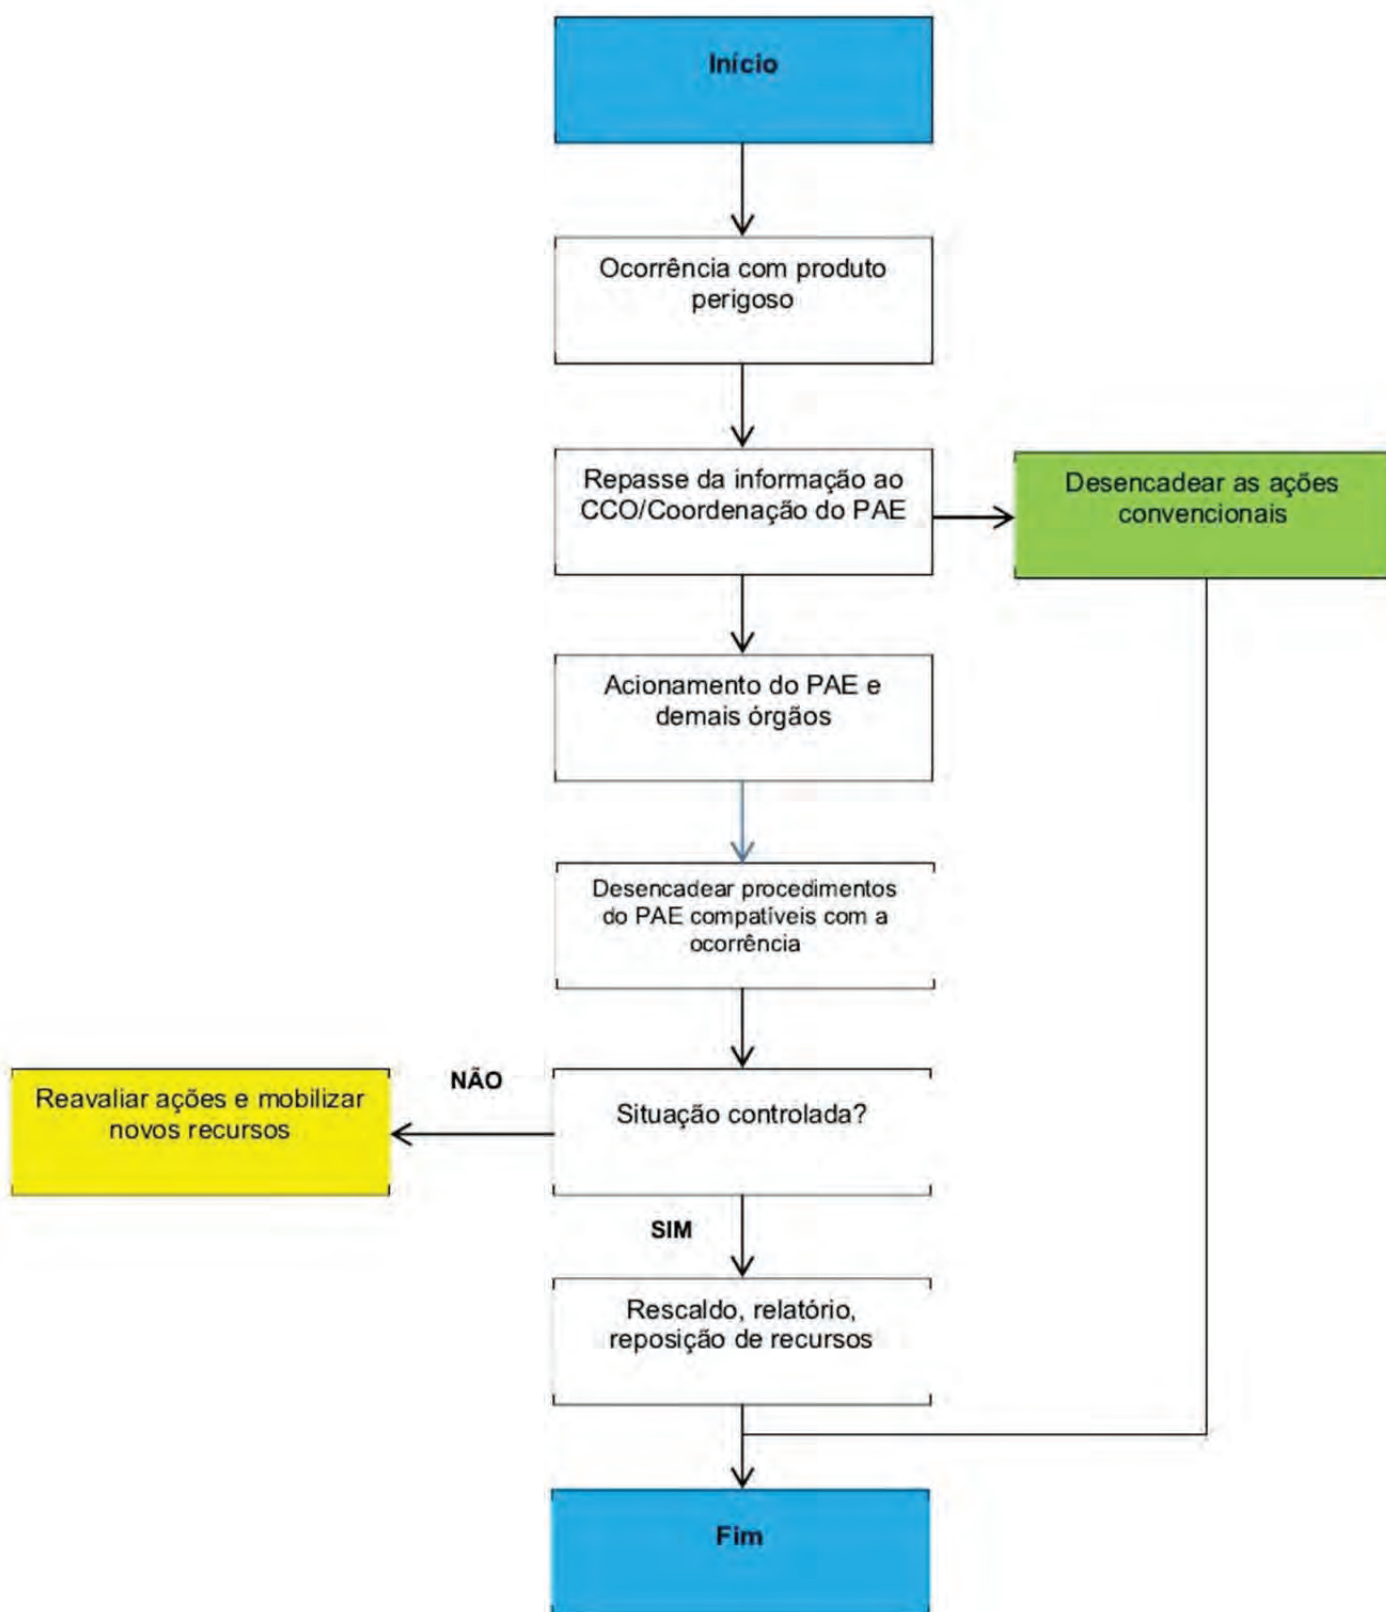 Início
Ocorrência com produto
perigoso
Repasse da informação ao
CCO/Coordenação do PAE
Desencadear as ações
convencionais
Acionamento do PAE e
demais órgãos
Desencadear procedimentos
do PAE compatíveis com a
ocorrência
NÃO
Reavaliar ações e mobilizar
novos recursos
Situação controlada?
SIM
Rescaldo, relatório,
reposição de recursos
Fim